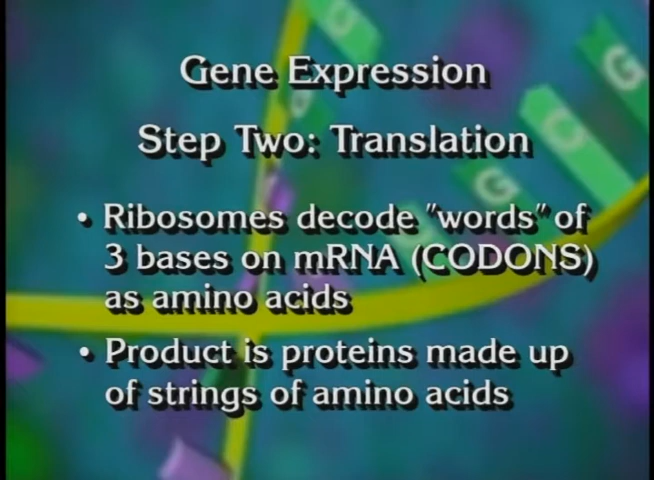 Gene Expression
Step Two: Translation
• Ribosomes decode "words" of
3 bases on mRNA (CODONS)
as amino acids
• Product is proteins made up
of strings of amino acids
G
C
G